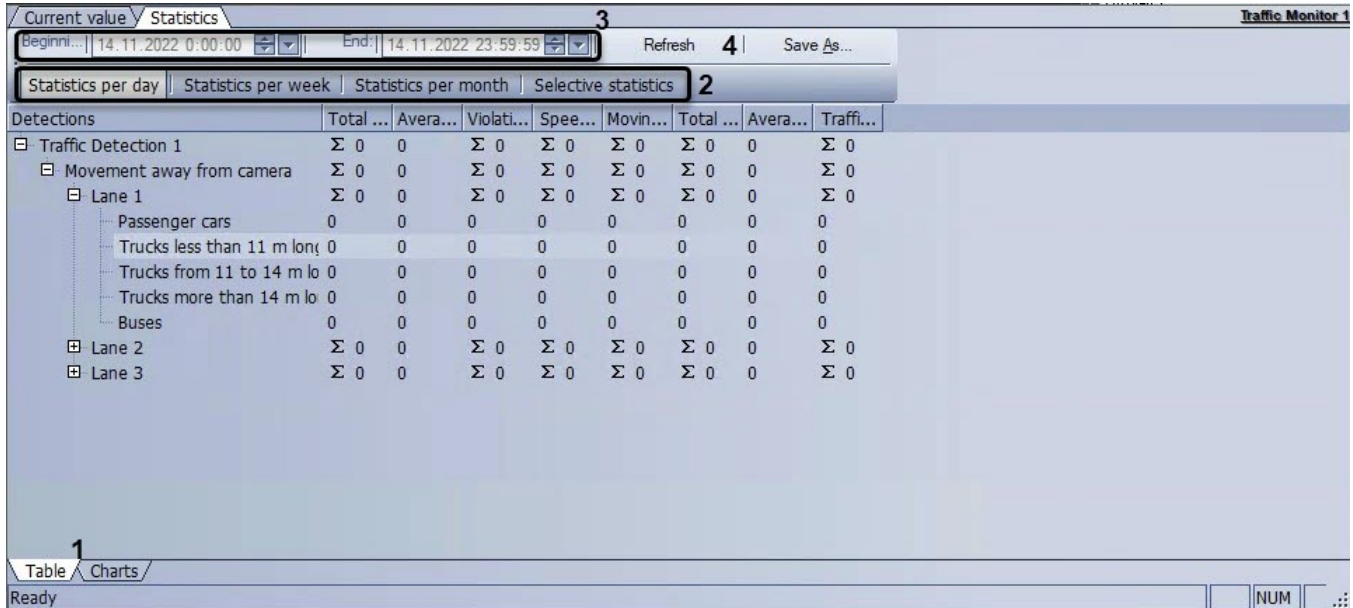 Current value Statistics 3 Traffic Monitor 1
Beginni... 14.11.2022 0:00:00 End: 14.11.2022 23:59:59 Refresh 4 Save As...
Statistics per day Statistics per week Statistics per month Selective statistics 2
Detections Total ... Avera... Violati... Spee... Movin... Total ... Avera... Traffi...
Traffic Detection 1 Σ 0 0 Σ 0 Σ 0 Σ 0 Σ 0 0 Σ 0
Movement away from camera Σ 0 0 Σ 0 Σ 0 Σ 0 Σ 0 0 Σ 0
Lane 1 Σ 0 0 Σ 0 Σ 0 Σ 0 Σ 0 0 Σ 0
Passenger cars 0 0 0 0 0 0 0 0
Trucks less than 11 m long 0 0 0 0 0 0 0 0
Trucks from 11 to 14 m lo 0 0 0 0 0 0 0 0
Trucks more than 14 m lo 0 0 0 0 0 0 0 0
Buses 0 0 0 0 0 0 0 0
Lane 2 Σ 0 0 Σ 0 Σ 0 Σ 0 Σ 0 0 Σ 0
Lane 3 Σ 0 0 Σ 0 Σ 0 Σ 0 Σ 0 0 Σ 0
1
Table Charts
Ready NUM